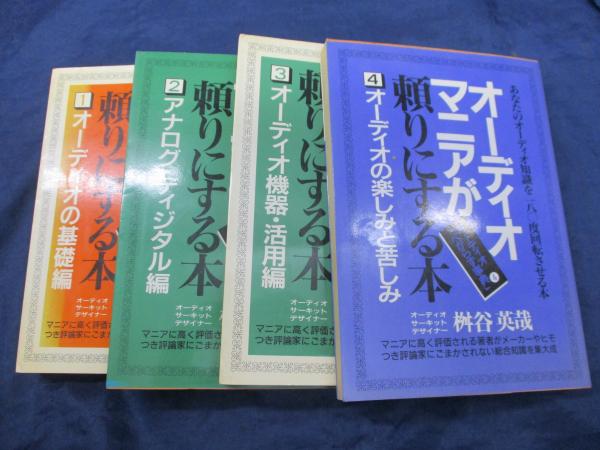 あなたのオーディオ知識を一八〇度回転させる本
オーディオ
マニアが
頼りにする本
4
オーディオの楽しみと苦しみ
オーディオ
サーキット
デザイナー
桝谷 英哉
マニアに高く評価される著者がメーカーやヒモ
つき評論家にごまかされない総合知識を集大成
頼りにする本
3
オーディオ機器・活用編
オーディオ
サーキット
デザイナー
マニアに高く評価さ
つき評論家にごまか
頼りにする本
2
アナログ・ディジタル編
オーディオ
サーキット
デザイナー
マニアに高く評価さ
つき評論家にごまか
頼りにする本
1
オーディオの基礎編
オーディオ
サーキット
デザイナー
マニアに高く評価さ
つき評論家にごまか